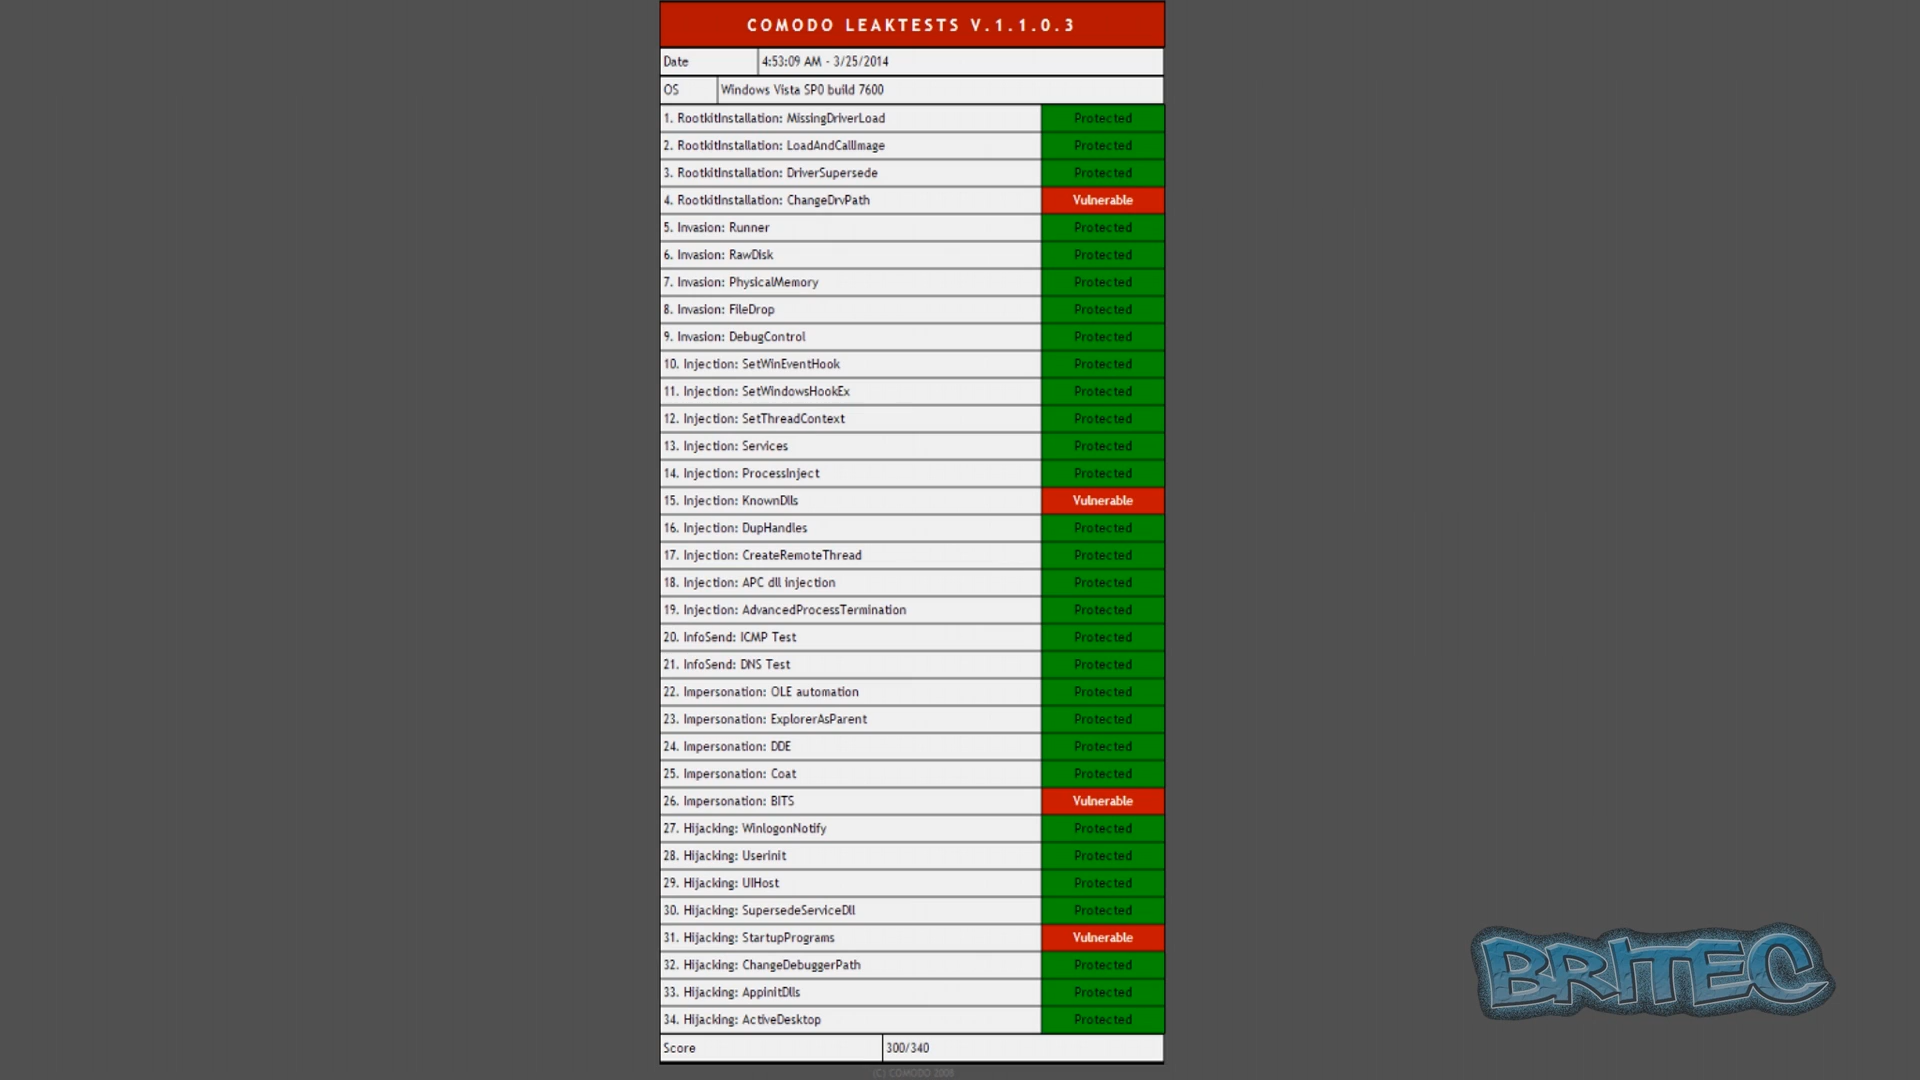 COMODO LEAKTESTS V.1.1.0.3
Date 4:53:09 AM - 3/25/2014
OS Windows Vista SP0 build 7600
1. RootkitInstallation: MissingDriverLoad Protected
2. RootkitInstallation: LoadAndCallImage Protected
3. RootkitInstallation: DriverSupersede Protected
4. RootkitInstallation: ChangeDrvPath Vulnerable
5. Invasion: Runner Protected
6. Invasion: RawDisk Protected
7. Invasion: PhysicalMemory Protected
8. Invasion: FileDrop Protected
9. Invasion: DebugControl Protected
10. Injection: SetWinEventHook Protected
11. Injection: SetWindowsHookEx Protected
12. Injection: SetThreadContext Protected
13. Injection: Services Protected
14. Injection: ProcessInject Protected
15. Injection: KnownDlls Vulnerable
16. Injection: DupHandles Protected
17. Injection: CreateRemoteThread Protected
18. Injection: APC dll injection Protected
19. Injection: AdvancedProcessTermination Protected
20. InfoSend: ICMP Test Protected
21. InfoSend: DNS Test Protected
22. Impersonation: OLE automation Protected
23. Impersonation: ExplorerAsParent Protected
24. Impersonation: DDE Protected
25. Impersonation: Coat Protected
26. Impersonation: BITS Vulnerable
27. Hijacking: WinlogonNotify Protected
28. Hijacking: Userinit Protected
29. Hijacking: UIHost Protected
30. Hijacking: SupersedeServiceDll Protected
31. Hijacking: StartupPrograms Vulnerable
32. Hijacking: ChangeDebuggerPath Protected
33. Hijacking: AppinitDlls Protected
34. Hijacking: ActiveDesktop Protected
Score 300/340
(C) COMODO 2008
BRITEC